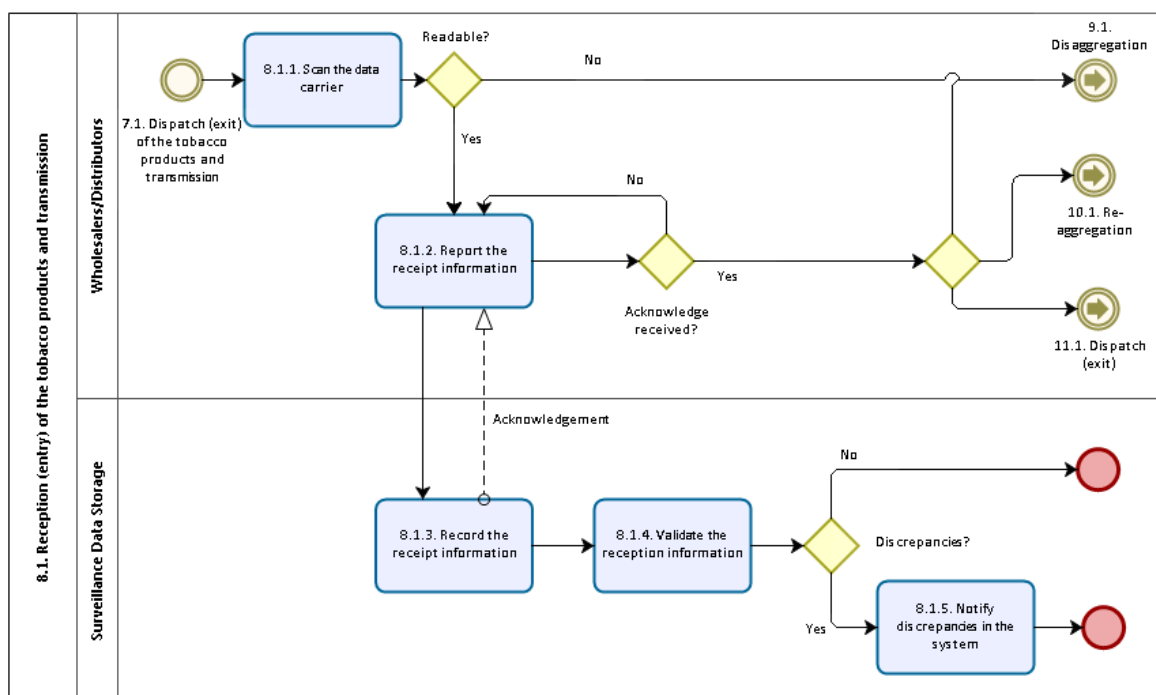 8.1. Reception (entry) of the tobacco products and transmission
Wholesalers/Distributors
Readable?
9.1.
Disaggregation
8.1.1. Scan the data
carrier
No
7.1. Dispatch (exit)
of the tobacco
products and
transmission
Yes
No
10.1. Re-
aggregation
8.1.2. Report the
receipt information
Yes
Acknowledge
received?
11.1. Dispatch
(exit)
Surveillance Data Storage
Acknowledgement
No
8.1.3. Record the
receipt information
8.1.4. Validate the
reception information
Discrepancies?
Yes
8.1.5. Notify
discrepancies in the
system